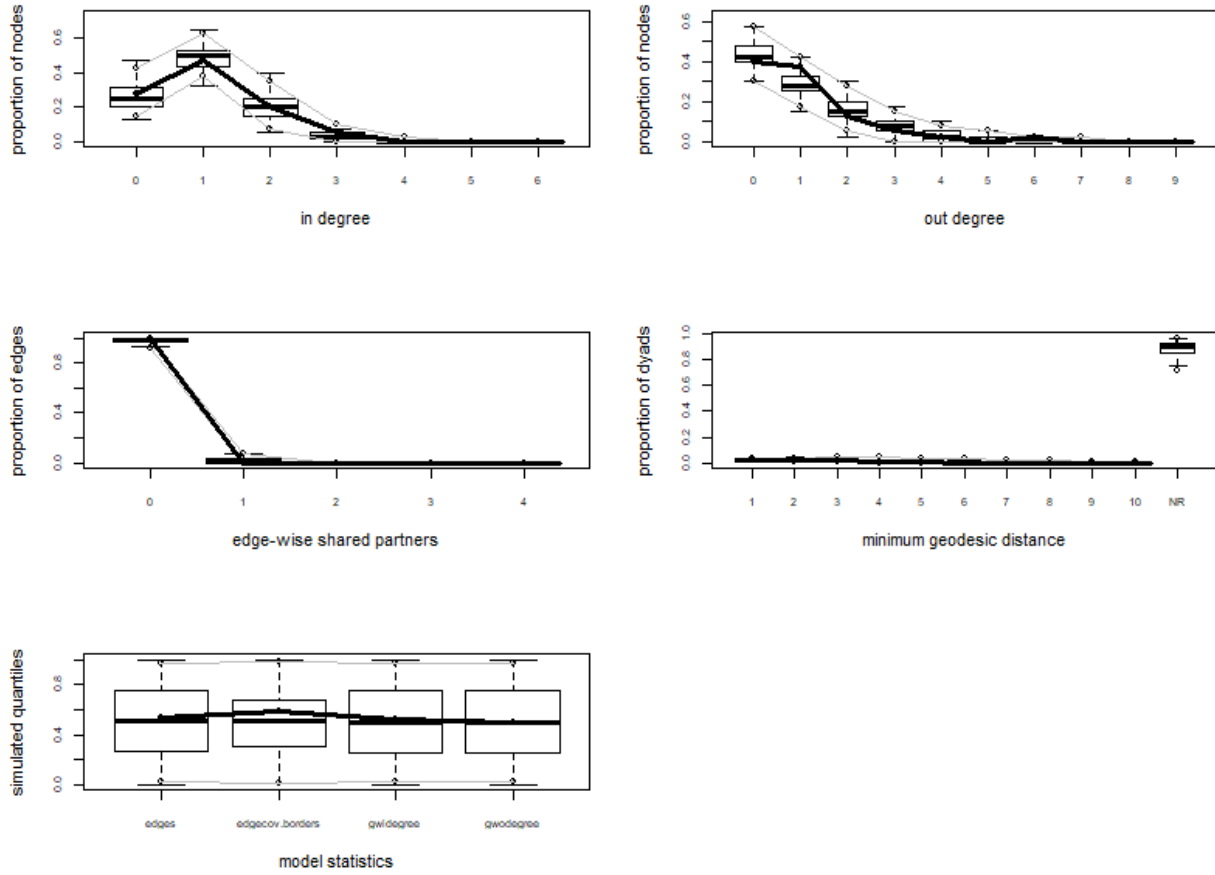 proportion of nodes
0.6
0.4
0.2
0.0
0 1 2 3 4 5 6
in degree
proportion of nodes
0.6
0.4
0.2
0.0
0 1 2 3 4 5 6 7 8 9
out degree
proportion of edges
0.8
0.4
0.0
0 1 2 3 4
edge-wise shared partners
proportion of dyads
1.0
0.8
0.6
0.4
0.2
0.0
1 2 3 4 5 6 7 8 9 10 NR
minimum geodesic distance
simulated quantiles
0.8
0.4
0.0
edges edgecov.borders gwidegree gwodegree
model statistics